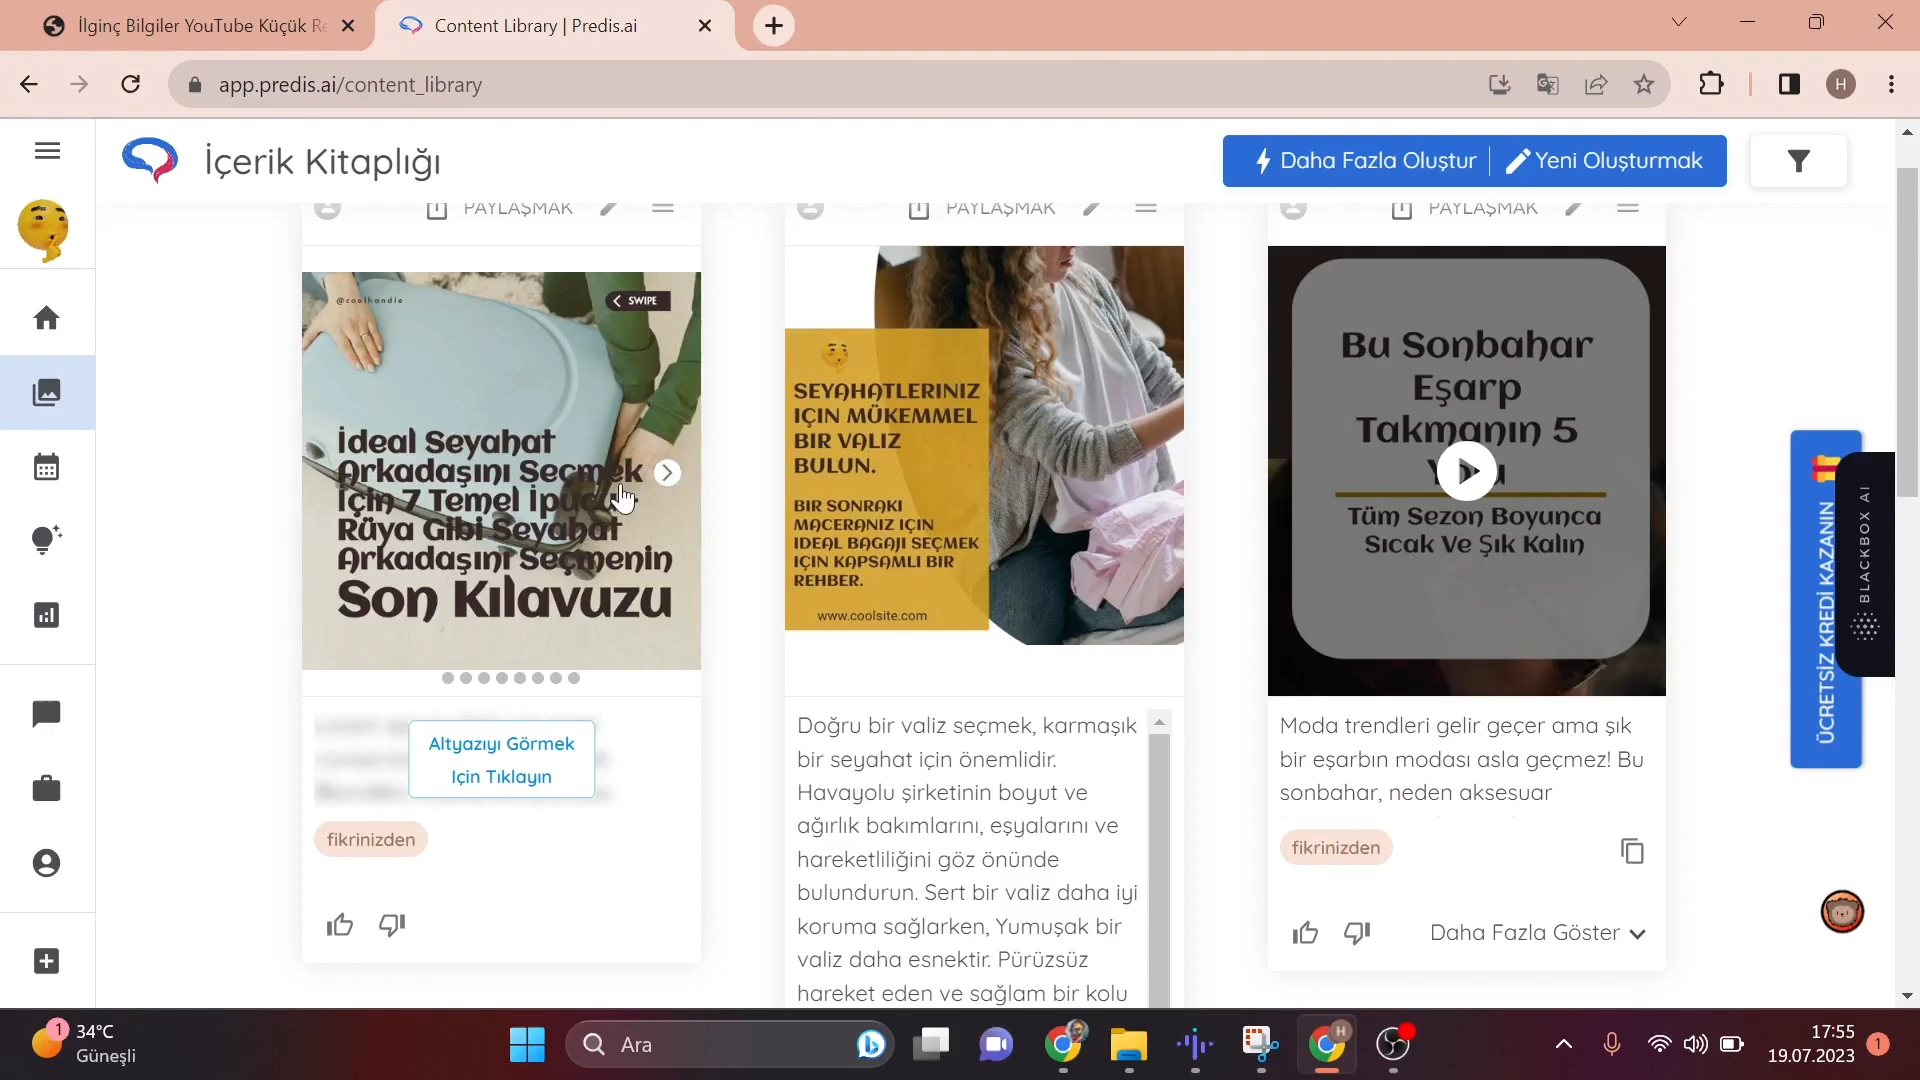 İlginç Bilgiler YouTube Küçük Re
Content Library | Predis.ai
app.predis.ai/content_library
H
İçerik Kitaplığı
Daha Fazla Oluştur
Yeni Oluşturmak
PAYLAŞMAK
PAYLAŞMAK
PAYLAŞMAK
@coolhandle
SWIPE
İdeal Seyahat
Arkadaşını Seçmek
İçin 7 Temel İpucu
Rüya Gibi Seyahat
Arkadaşını Seçmenin
Son Kılavuzu
Altyazıyı Görmek
Için Tıklayın
fikrinizden
SEYAHATLERINIZ
IÇIN MÜKEMMEL
BIR VALIZ
BULUN.
BIR SONRAKI
MACERANIZ IÇIN
IDEAL BAGAJI SEÇMEK
IÇIN KAPSAMLI BIR
REHBER.
www.coolsite.com
Doğru bir valiz seçmek, karmaşık
bir seyahat için önemlidir.
Havayolu şirketinin boyut ve
ağırlık bakımlarını, eşyalarını ve
hareketliliğini göz önünde
bulundurun. Sert bir valiz daha iyi
koruma sağlarken, Yumuşak bir
valiz daha esnektir. Pürüzsüz
hareket eden ve sağlam bir kolu
Bu Sonbahar
Eşarp
Takmanın 5
Yolu
Tüm Sezon Boyunca
Sıcak Ve Şık Kalın
Moda trendleri gelir geçer ama şık
bir eşarbın modası asla geçmez! Bu
sonbahar, neden aksesuar
fikrinizden
Daha Fazla Göster
ÜCRETSİZ KREDİ KAZANIN
BLACKBOX AI
1
34°C
Güneşli
Ara
H
17:55
19.07.2023
1